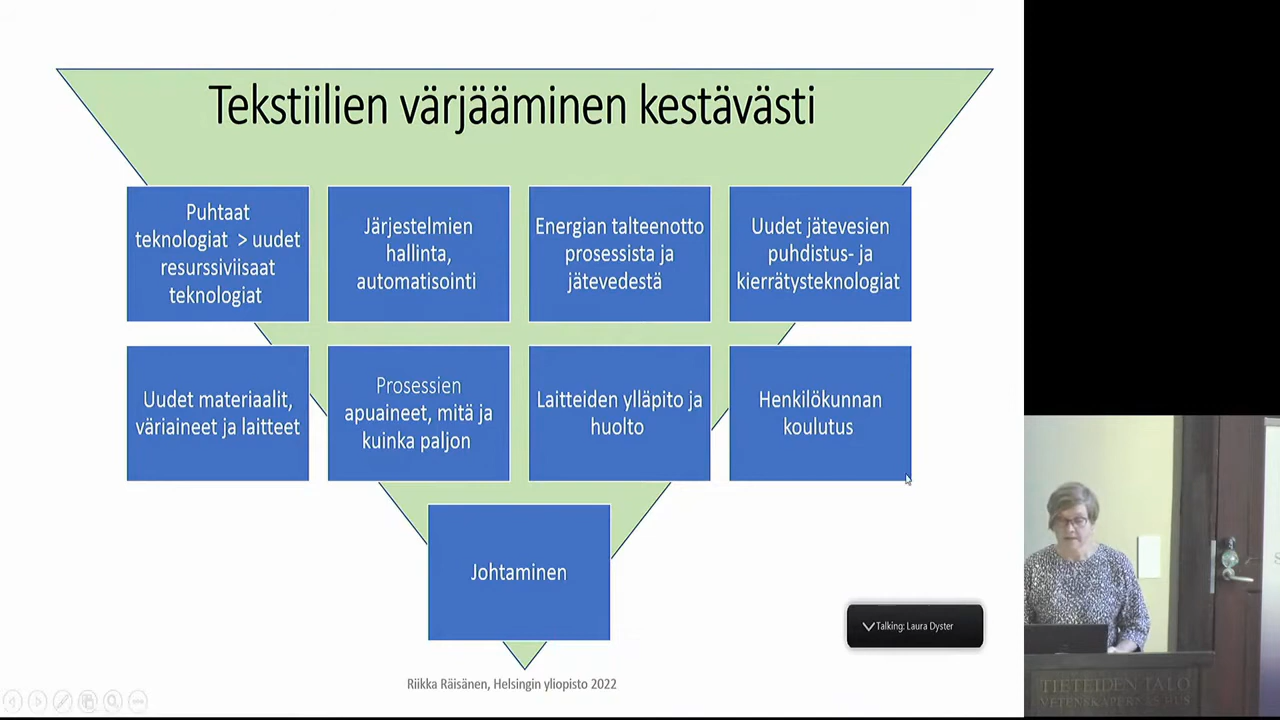 Tekstiilien värjääminen kestävästi
Puhtaat
teknologiat > uudet
resurssiviisaat
teknologiat
Järjestelmien
hallinta,
automatisointi
Energian talteenotto
prosessista ja
jätevedestä
Uudet jätevesien
puhdistus- ja
kierrätysteknologiat
Uudet materiaalit,
väriaineet ja laitteet
Prosessien
apuaineet, mitä ja
kuinka paljon
Laitteiden ylläpito ja
huolto
Henkilökunnan
koulutus
Johtaminen
Talking: Laura Dyster
Riikka Räisänen, Helsingin yliopisto 2022
TIETEIDEN TALO
VETENSKAPERNAS HUS